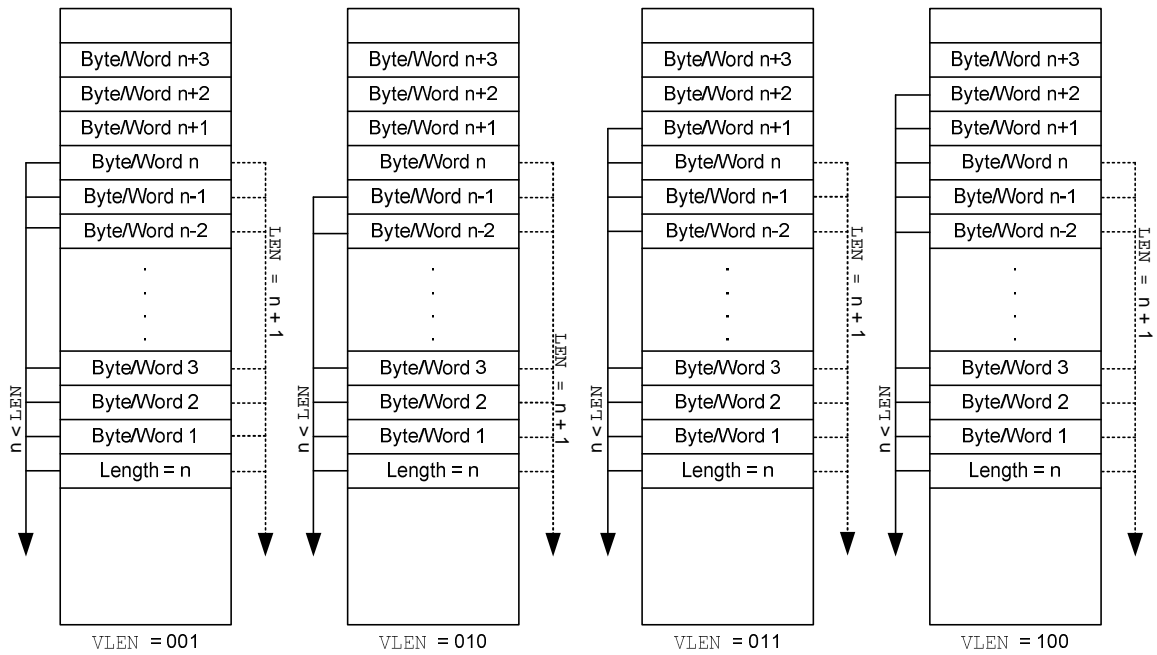 Byte/Word n+3
Byte/Word n+2
Byte/Word n+1
Byte/Word n
Byte/Word n-1
Byte/Word n-2
Byte/Word 3
Byte/Word 2
Byte/Word 1
Length = n
LEN > n
LEN = n + 1
VLEN = 001
Byte/Word n+3
Byte/Word n+2
Byte/Word n+1
Byte/Word n
Byte/Word n-1
Byte/Word n-2
Byte/Word 3
Byte/Word 2
Byte/Word 1
Length = n
LEN > n
LEN = n + 1
VLEN = 010
Byte/Word n+3
Byte/Word n+2
Byte/Word n+1
Byte/Word n
Byte/Word n-1
Byte/Word n-2
Byte/Word 3
Byte/Word 2
Byte/Word 1
Length = n
LEN > n
LEN = n + 1
VLEN = 011
Byte/Word n+3
Byte/Word n+2
Byte/Word n+1
Byte/Word n
Byte/Word n-1
Byte/Word n-2
Byte/Word 3
Byte/Word 2
Byte/Word 1
Length = n
LEN > n
LEN = n + 1
VLEN = 100